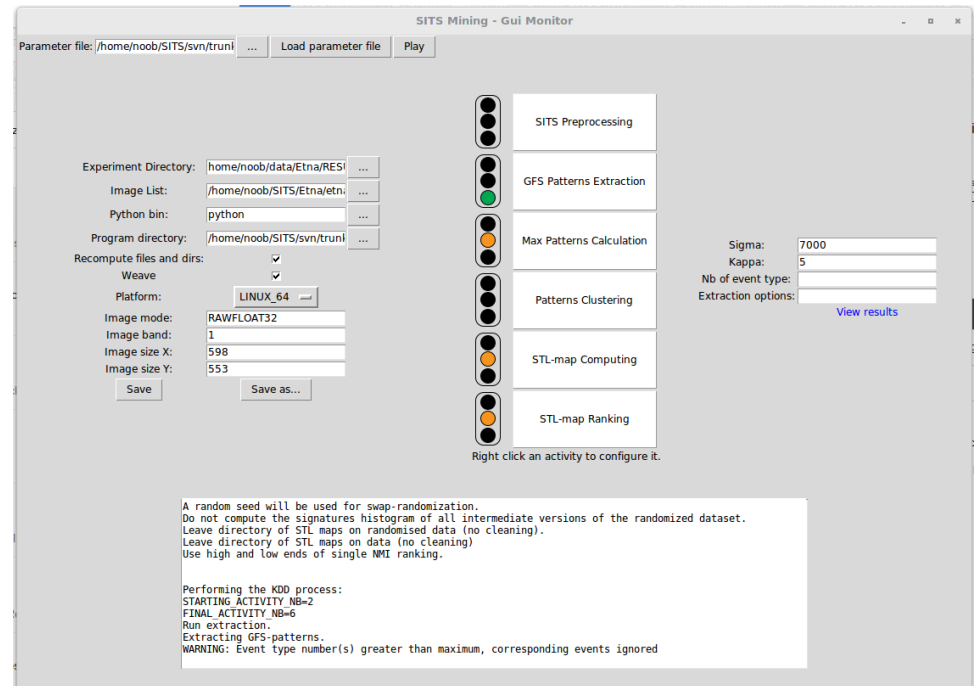 SITS Mining - Gui Monitor
Parameter file: /home/noob/SITS/svn/trunk ... Load parameter file Play
SITS Preprocessing
GFS Patterns Extraction
Max Patterns Calculation
Patterns Clustering
STL-map Computing
STL-map Ranking
Right click an activity to configure it.
Experiment Directory: home/noob/data/Etna/RESU ...
Image List: /home/noob/SITS/Etna/etna ...
Python bin: python ...
Program directory: /home/noob/SITS/svn/trunk ...
Recompute files and dirs:
Weave
Platform: LINUX_64
Image mode: RAWFLOAT32
Image band: 1
Image size X: 598
Image size Y: 553
Save Save as...
Sigma: 7000
Kappa: 5
Nb of event type:
Extraction options:
View results
A random seed will be used for swap-randomization.
Do not compute the signatures histogram of all intermediate versions of the randomized dataset.
Leave directory of STL maps on randomised data (no cleaning).
Leave directory of STL maps on data (no cleaning)
Use high and low ends of single NMI ranking.
Performing the KDD process:
STARTING_ACTIVITY_NB=2
FINAL_ACTIVITY_NB=6
Run extraction.
Extracting GFS-patterns.
WARNING: Event type number(s) greater than maximum, corresponding events ignored